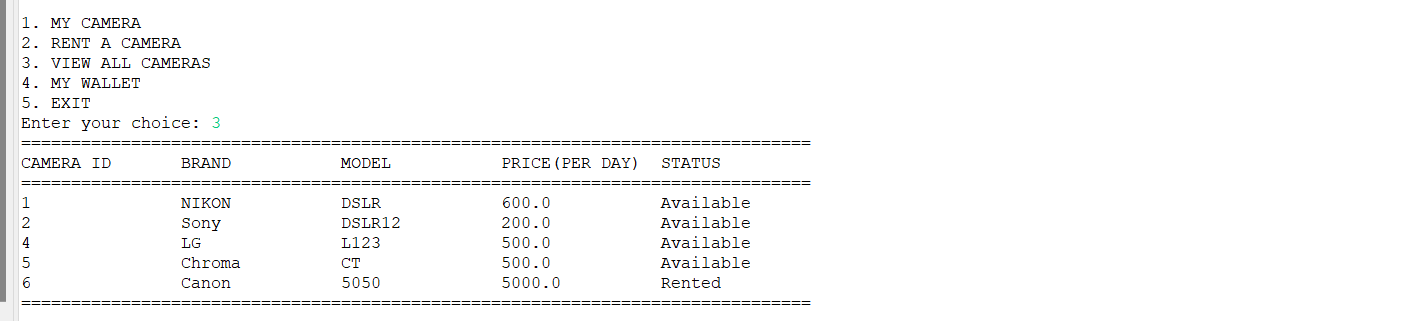 1. MY CAMERA
2. RENT A CAMERA
3. VIEW ALL CAMERAS
4. MY WALLET
5. EXIT
Enter your choice: 3
===============================================================================
CAMERA ID       BRAND           MODEL           PRICE(PER DAY)  STATUS
===============================================================================
1               NIKON           DSLR            600.0           Available
2               Sony            DSLR12          200.0           Available
4               LG              L123            500.0           Available
5               Chroma          CT              500.0           Available
6               Canon           5050            5000.0          Rented
===============================================================================